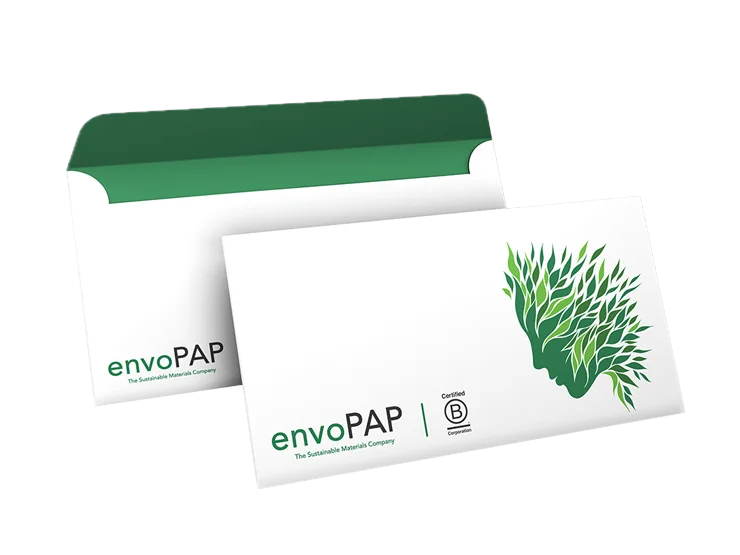 envoPAP
The Sustainable Materials Company
envoPAP
The Sustainable Materials Company
Certified
B
Corporation